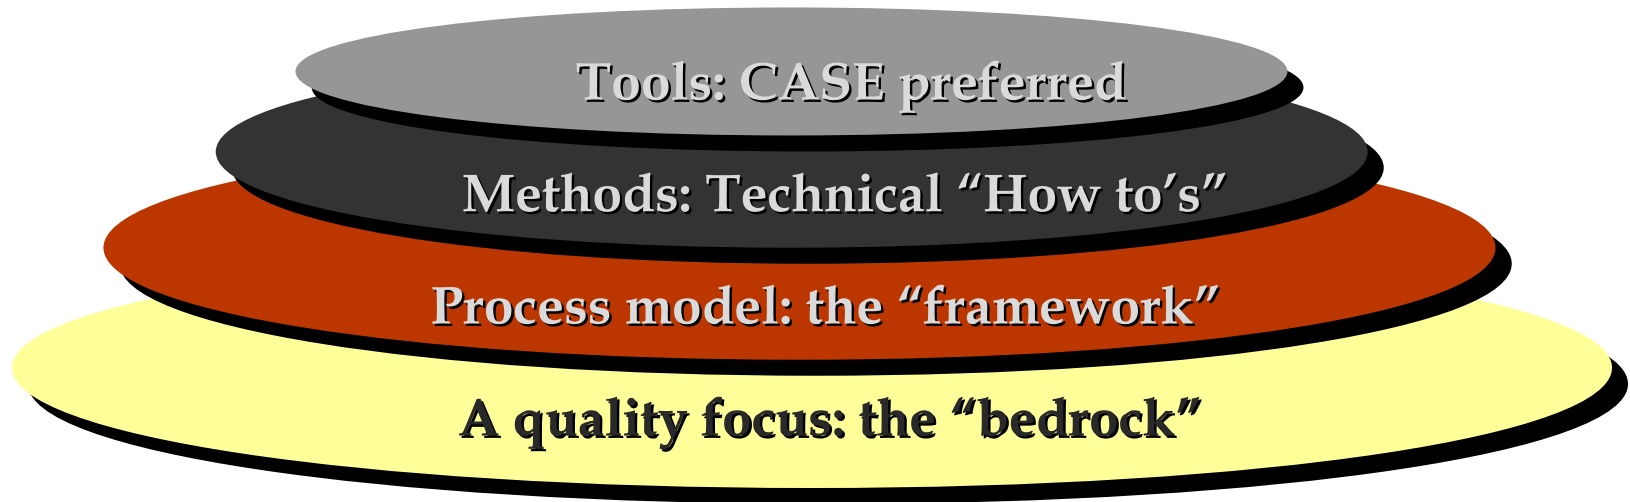 Tools: CASE preferred
Methods: Technical “How to’s”
Process model: the “framework”
A quality focus: the “bedrock”